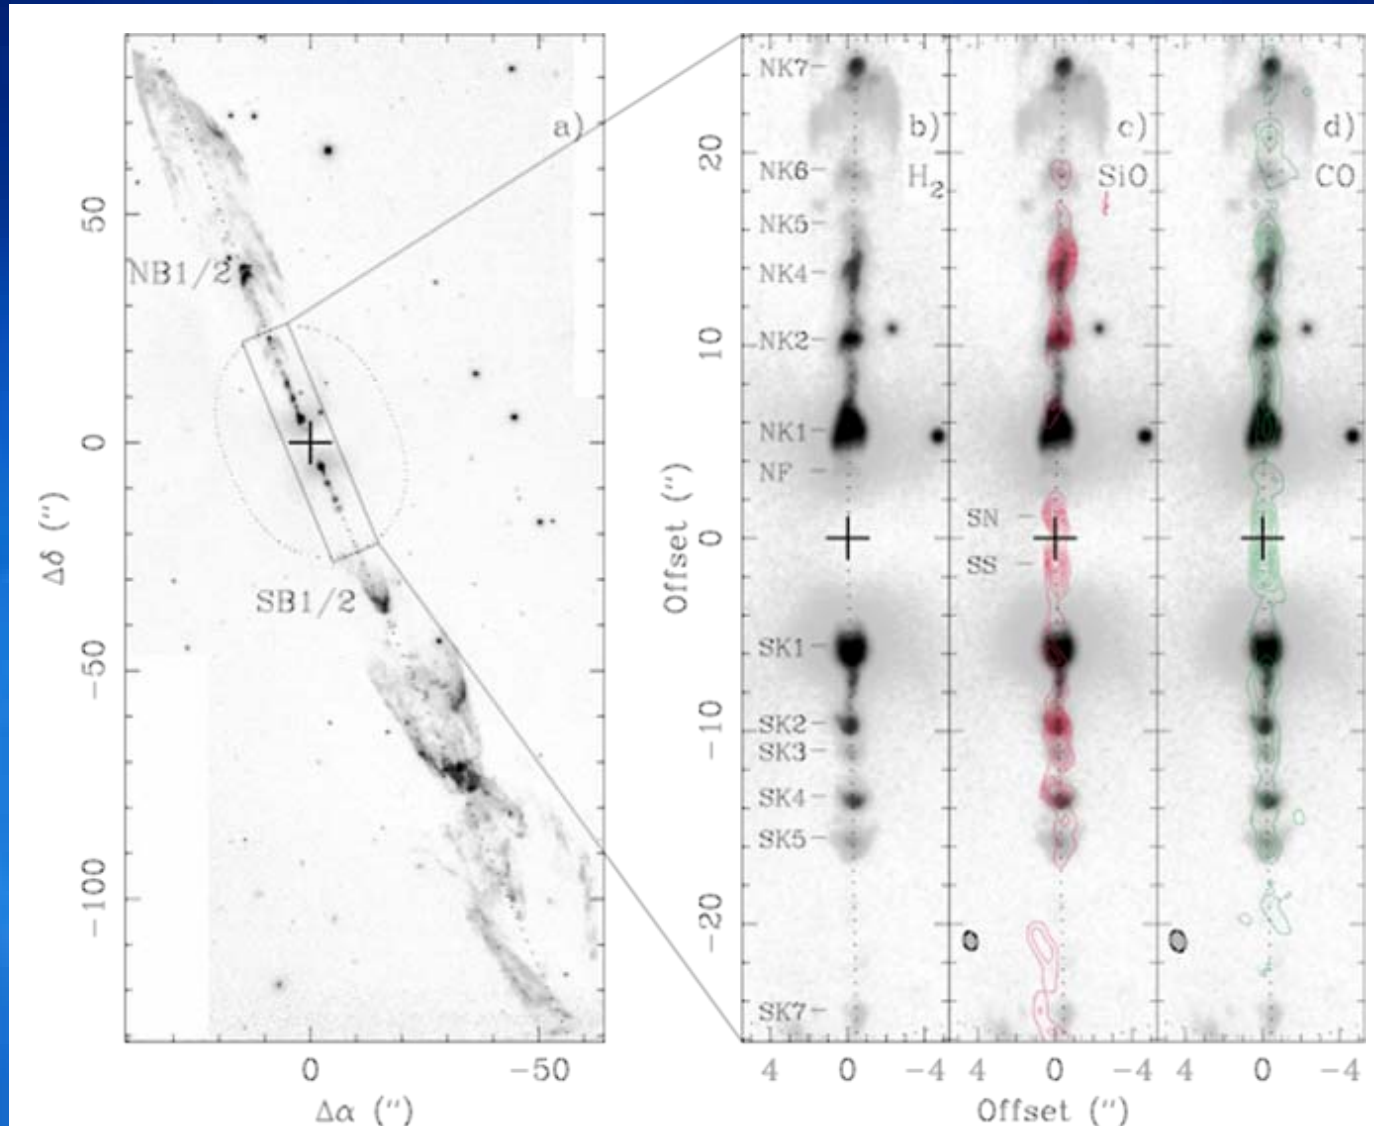 a)
50
NB1/2
0
Δδ (″)
SB1/2
−50
−100
0
−50
Δα (″)
NK7
b)
c)
d)
20
NK6
H2
SiO
CO
NK5
NK4
10
NK2
NK1
NF
SN
0
SS
Offset (″)
SK1
−10
SK2
SK3
SK4
SK5
−20
SK7
4 0 −4 4 0 −4 4 0 −4
Offset (″)